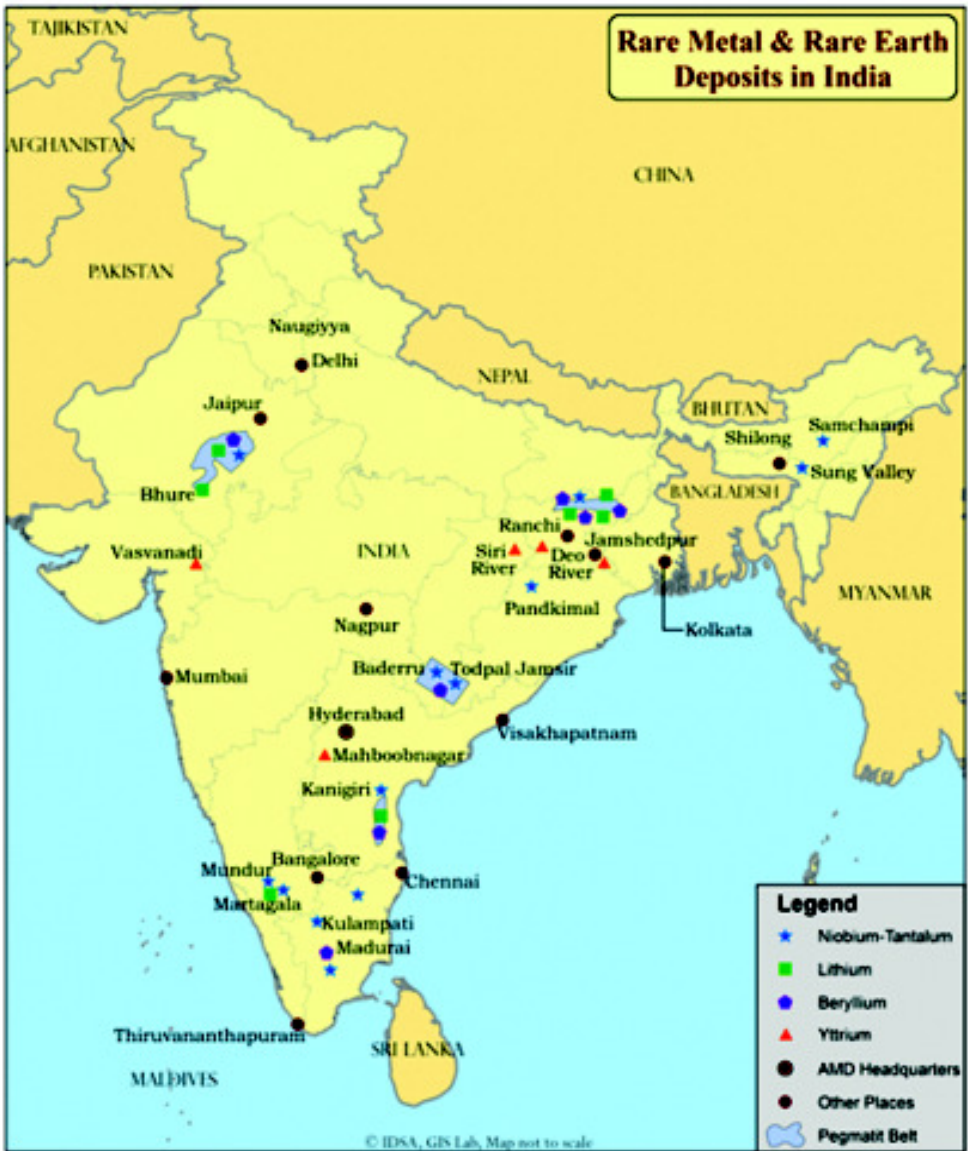 TAJIKISTAN
Rare Metal & Rare Earth
Deposits in India
AFGHANISTAN
CHINA
PAKISTAN
Naugiyya
Delhi
NEPAL
Jaipur
BHUTAN
Samchampi
Shilong
Sung Valley
Bhure
BANGLADESH
Ranchi
Jamshedpur
Vasvanadi
INDIA
Siri
River
Deo
River
MYANMAR
Pandkimal
Nagpur
Kolkata
Baderru
Todpal Jamsir
Mumbai
Hyderabad
Visakhapatnam
Mahboobnagar
Kanigiri
Bangalore
Mundur
Chennai
Martagala
Kulampati
Madurai
Thiruvananthapuram
SRI LANKA
MALDIVES
Legend
Niobium-Tantalum
Lithium
Beryllium
Yttrium
AMD Headquarters
Other Places
Pegmatit Belt
© IDSA, GIS Lab, Map not to scale